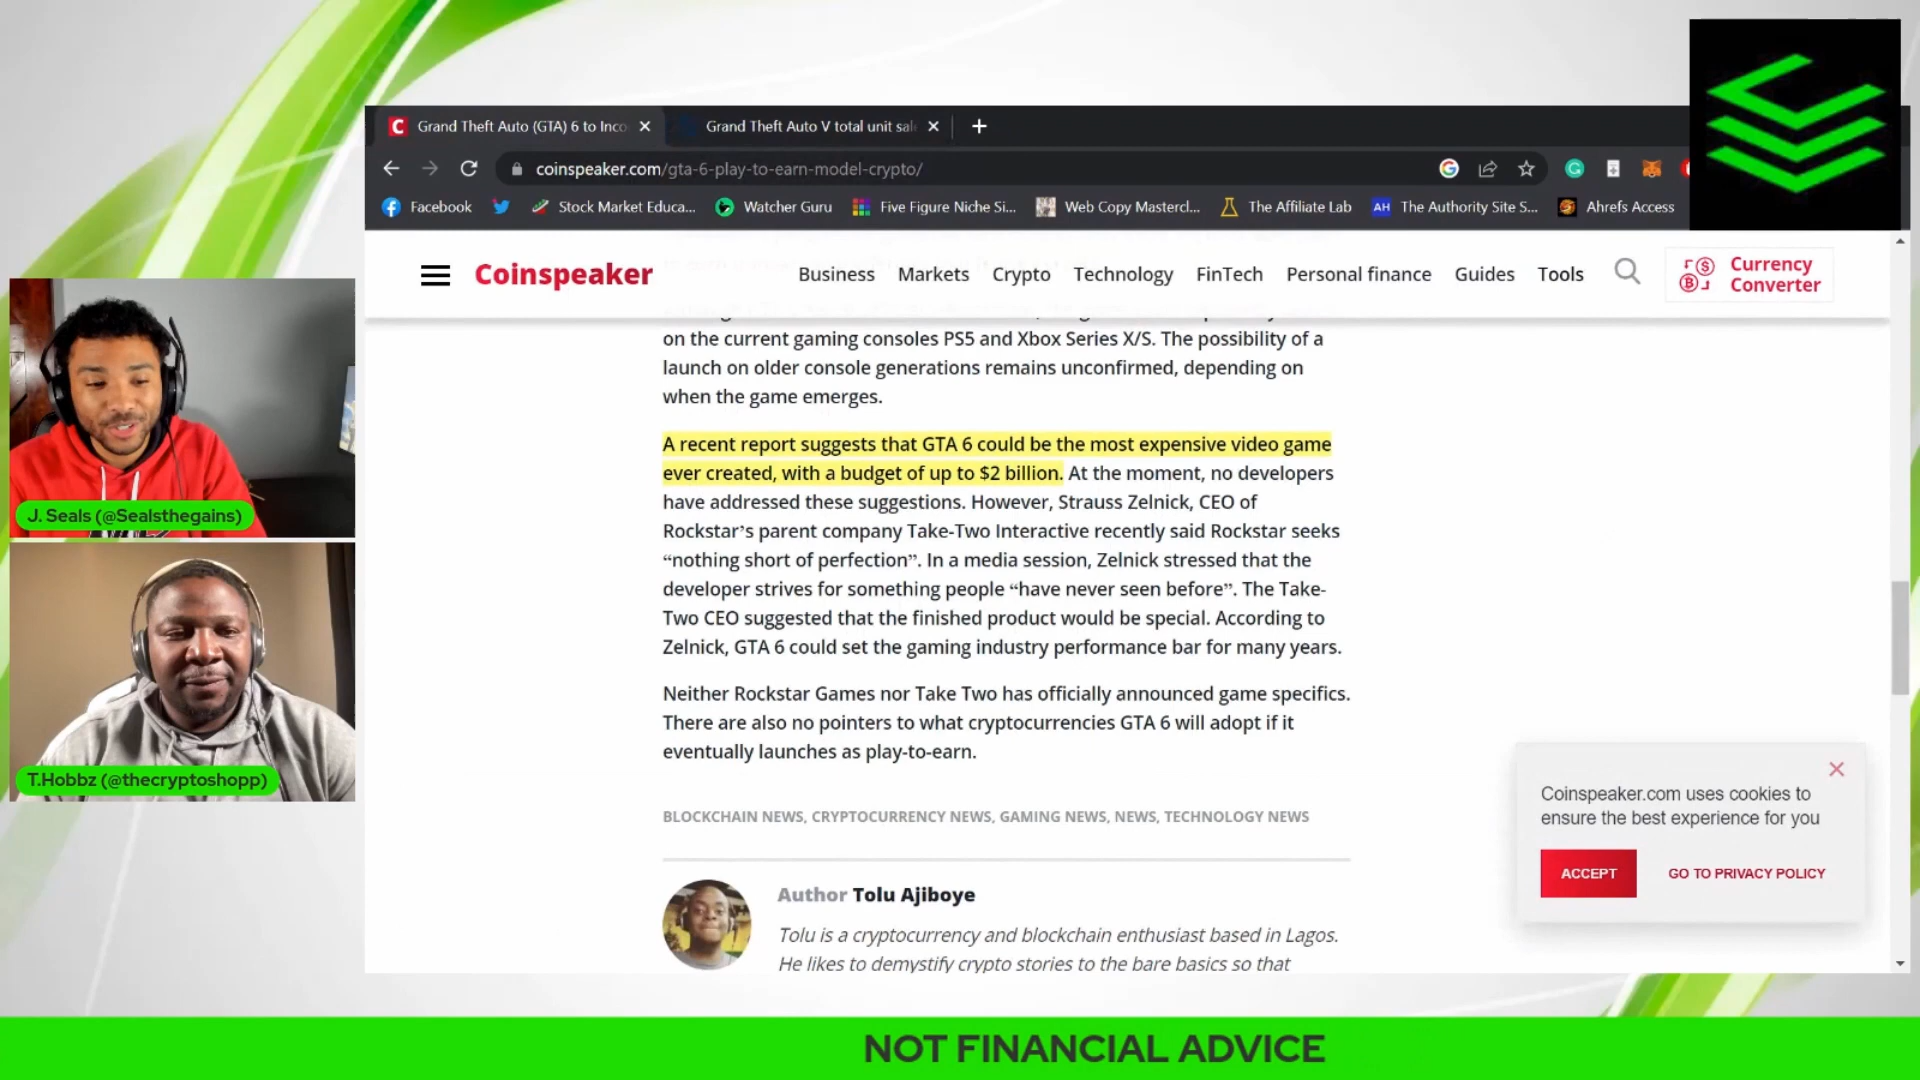 Grand Theft Auto (GTA) 6 to Inco
Grand Theft Auto V total unit sal
coinspeaker.com/gta-6-play-to-earn-model-crypto/
Facebook
Stock Market Educa...
Watcher Guru
Five Figure Niche Si...
Web Copy Mastercl...
The Affiliate Lab
AH
The Authority Site S...
Ahrefs Access
Coinspeaker
Business
Markets
Crypto
Technology
FinTech
Personal finance
Guides
Tools
Currency
Converter
on the current gaming consoles PS5 and Xbox Series X/S. The possibility of a
launch on older console generations remains unconfirmed, depending on
when the game emerges.
A recent report suggests that GTA 6 could be the most expensive video game
ever created, with a budget of up to $2 billion. At the moment, no developers
have addressed these suggestions. However, Strauss Zelnick, CEO of
Rockstar’s parent company Take-Two Interactive recently said Rockstar seeks
“nothing short of perfection”. In a media session, Zelnick stressed that the
developer strives for something people “have never seen before”. The Take-
Two CEO suggested that the finished product would be special. According to
Zelnick, GTA 6 could set the gaming industry performance bar for many years.
Neither Rockstar Games nor Take Two has officially announced game specifics.
There are also no pointers to what cryptocurrencies GTA 6 will adopt if it
eventually launches as play-to-earn.
BLOCKCHAIN NEWS, CRYPTOCURRENCY NEWS, GAMING NEWS, NEWS, TECHNOLOGY NEWS
Author Tolu Ajiboye
Tolu is a cryptocurrency and blockchain enthusiast based in Lagos.
He likes to demystify crypto stories to the bare basics so that
Coinspeaker.com uses cookies to
ensure the best experience for you
ACCEPT
GO TO PRIVACY POLICY
J. Seals (@Sealsthegains)
T.Hobbz (@thecryptoshopp)
NOT FINANCIAL ADVICE